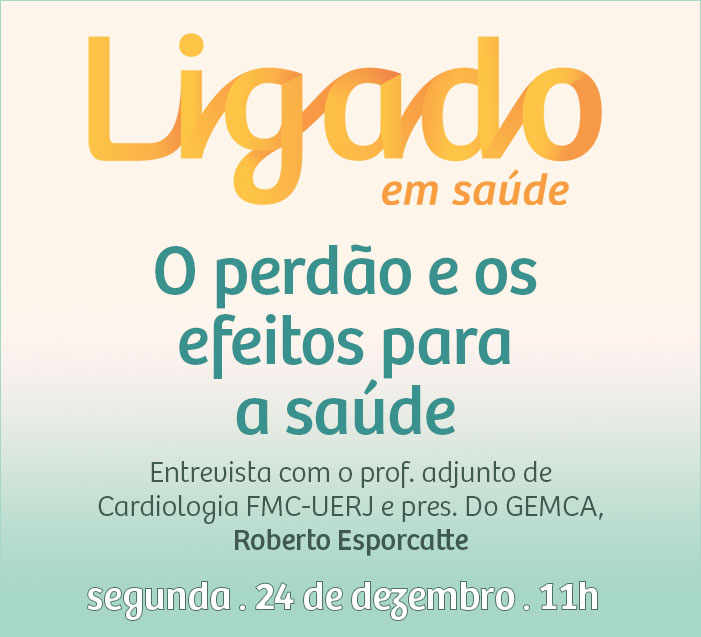 Ligado
em saúde
O perdão e os
efeitos para
a saúde
Entrevista com o prof. adjunto de
Cardiologia FMC-UERJ e pres. Do GEMCA,
Roberto Esporcatte
segunda . 24 de dezembro . 11h